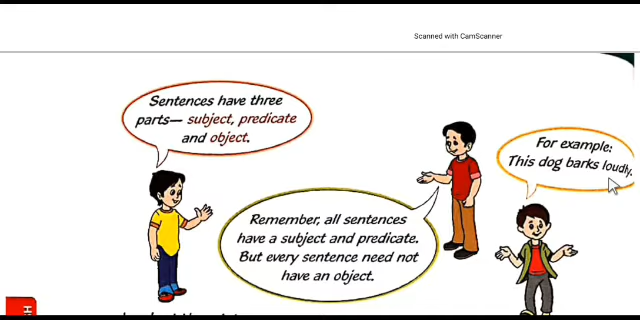 Scanned with CamScanner
Sentences have three
parts— subject, predicate
and object.
For example:
This dog barks loudly.
Remember, all sentences
have a subject and predicate.
But every sentence need not
have an object.